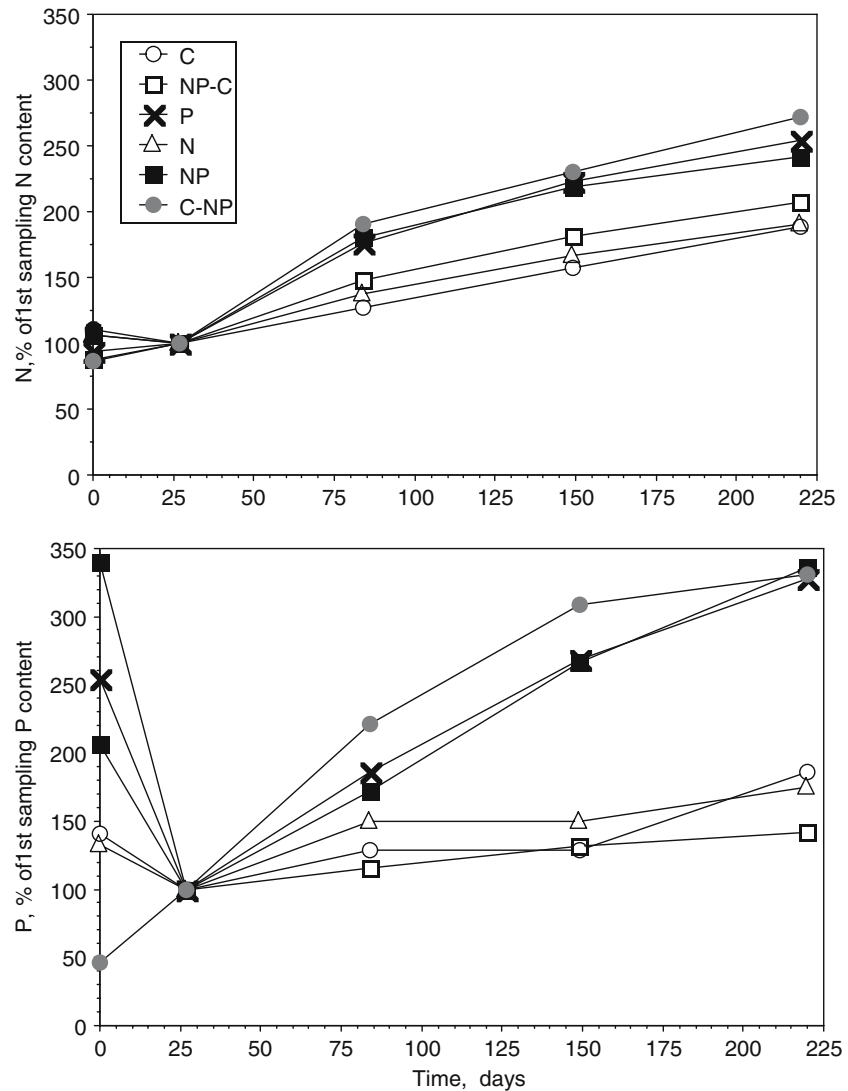 350
300
250
200
150
100
50
0
N,% of1st sampling N content
C
NP-C
P
N
NP
C-NP
0 25 50 75 100 125 150 175 200 225
350
300
250
200
150
100
50
0
P, % of1st sampling P content
0 25 50 75 100 125 150 175 200 225
Time, days